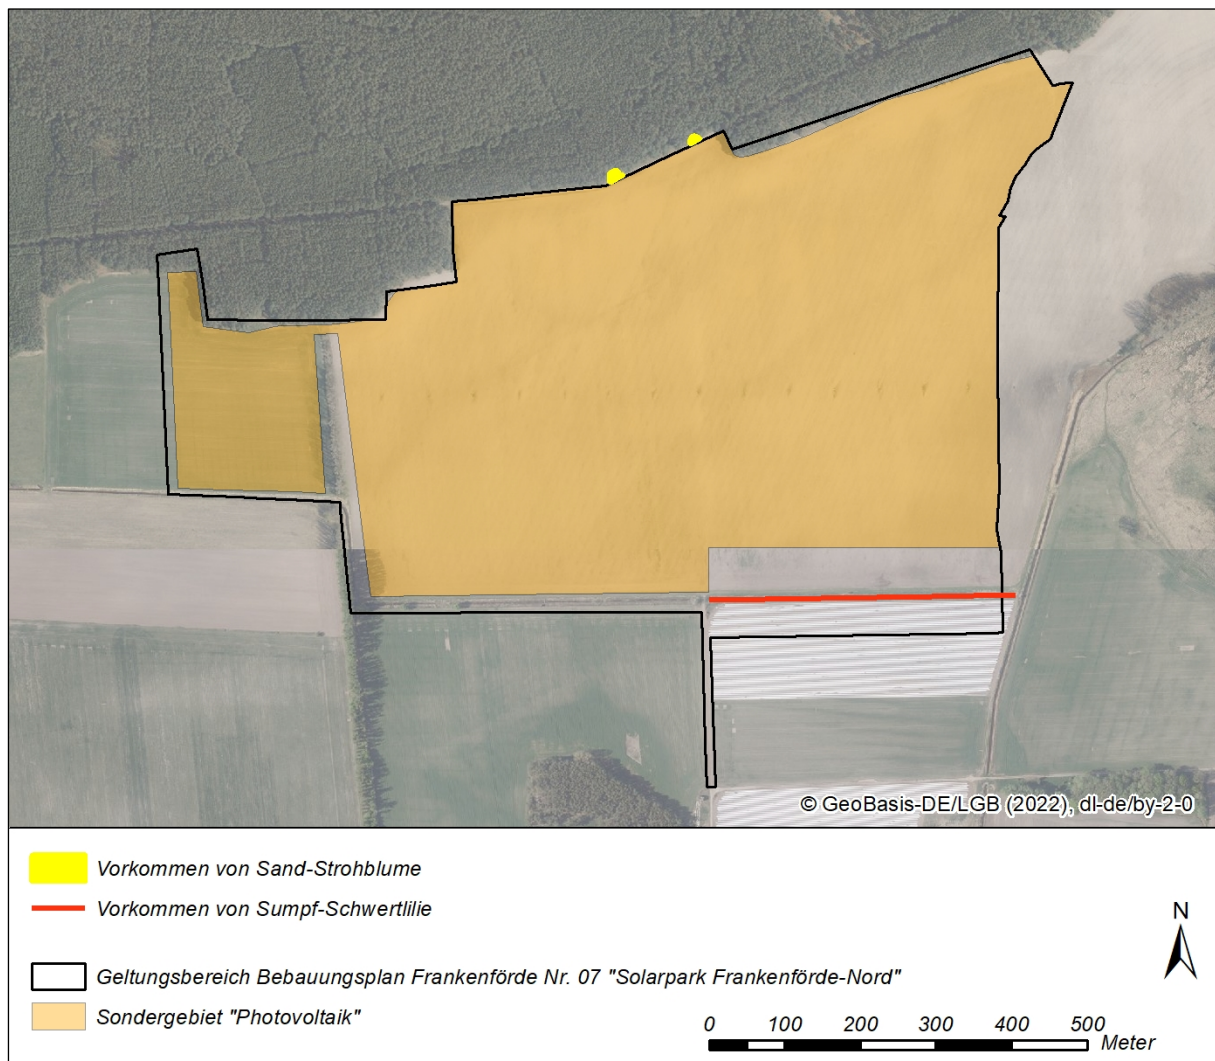 © GeoBasis-DE/LGB (2022), dl-de/by-2-0
Vorkommen von Sand-Strohblume
Vorkommen von Sumpf-Schwertlilie
N
Geltungsbereich Bebauungsplan Frankenförde Nr. 07 "Solarpark Frankenförde-Nord"
Sondergebiet "Photovoltaik"
0 100 200 300 400 500
Meter